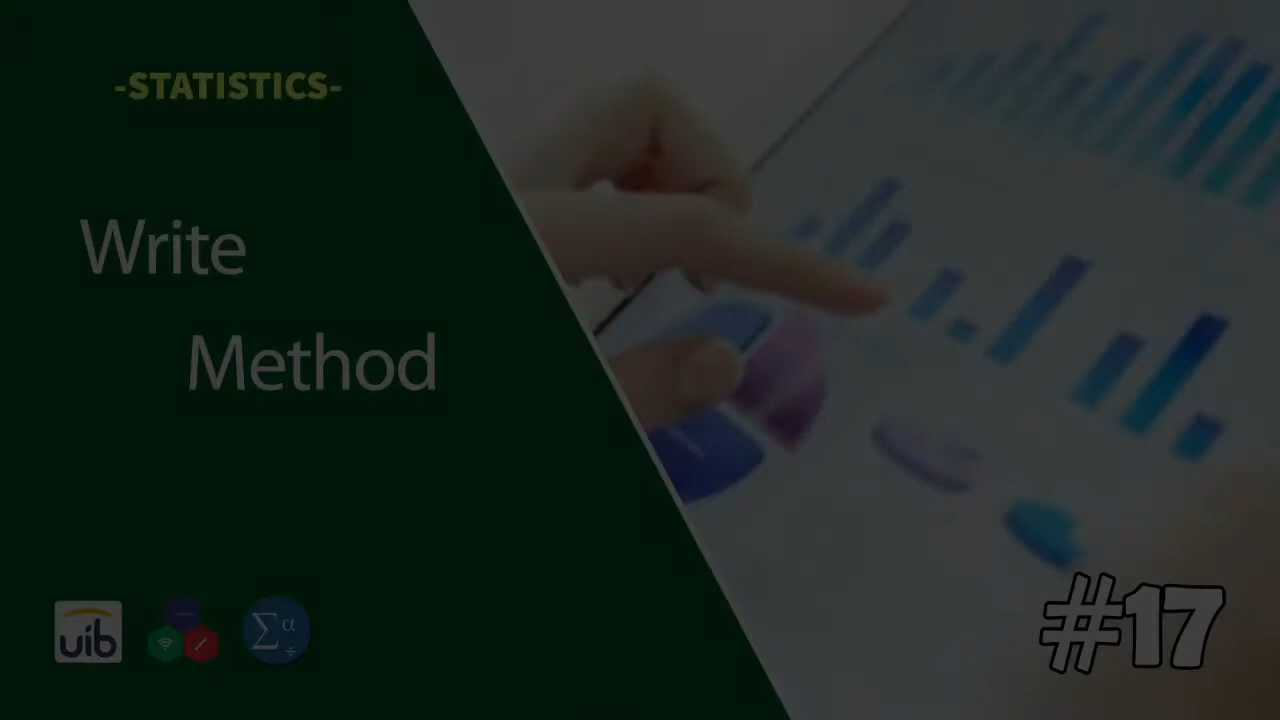 -STATISTICS-
Write
Method
uib
Σ α ÷
#17